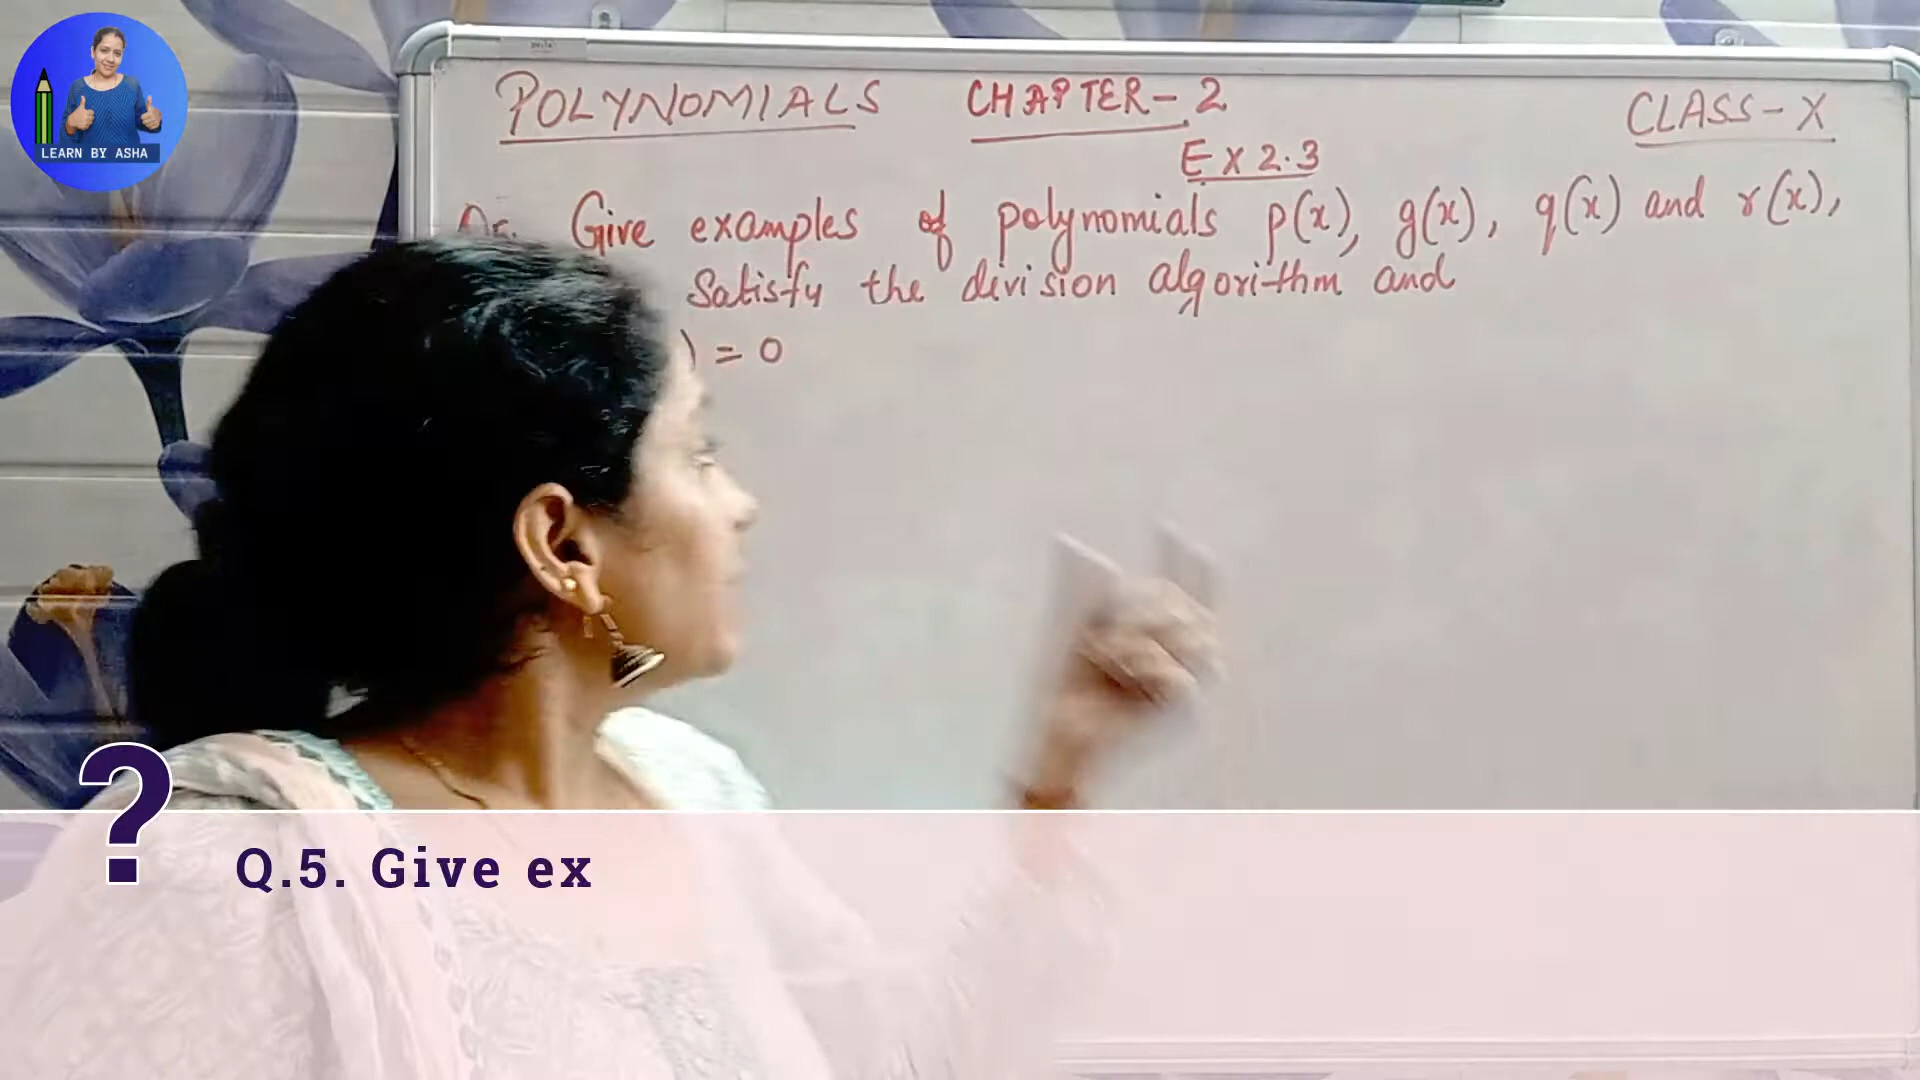 LEARN BY ASHA
POLYNOMIALS CHAPTER-2 CLASS-X
EX 2.3
Give examples of polynomials p(x), g(x), q(x) and r(x),
Satisfy the division algorithm and
) = 0
? Q.5. Give ex